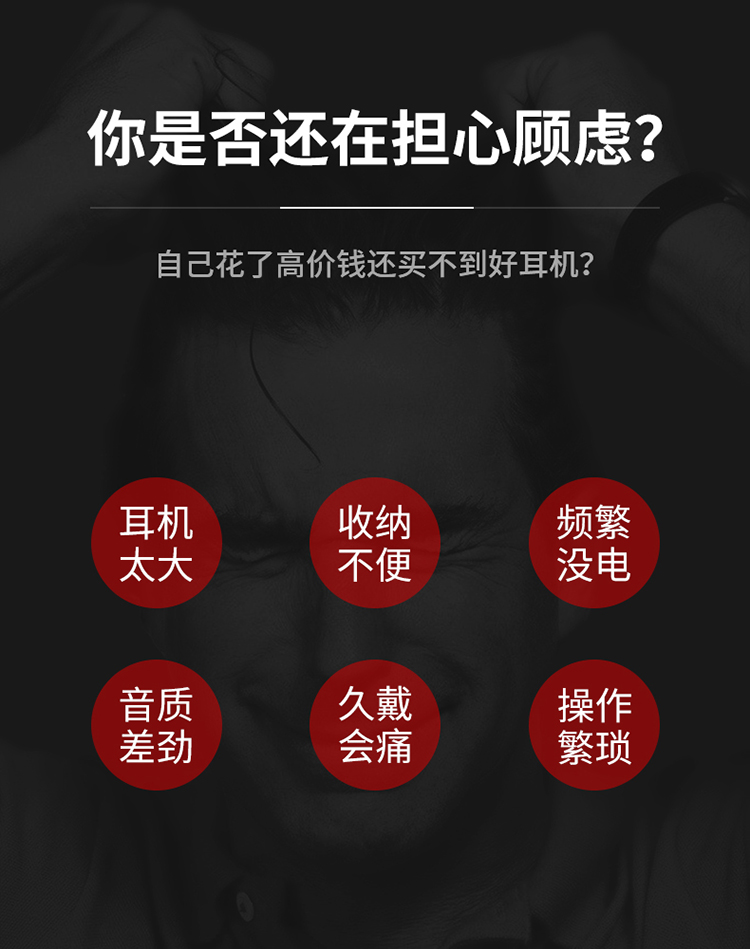 你是否还在担心顾虑?
自己花了高价钱还买不到好耳机?
耳机
太大
收纳
不便
频繁
没电
音质
差劲
久戴
会痛
操作
繁琐